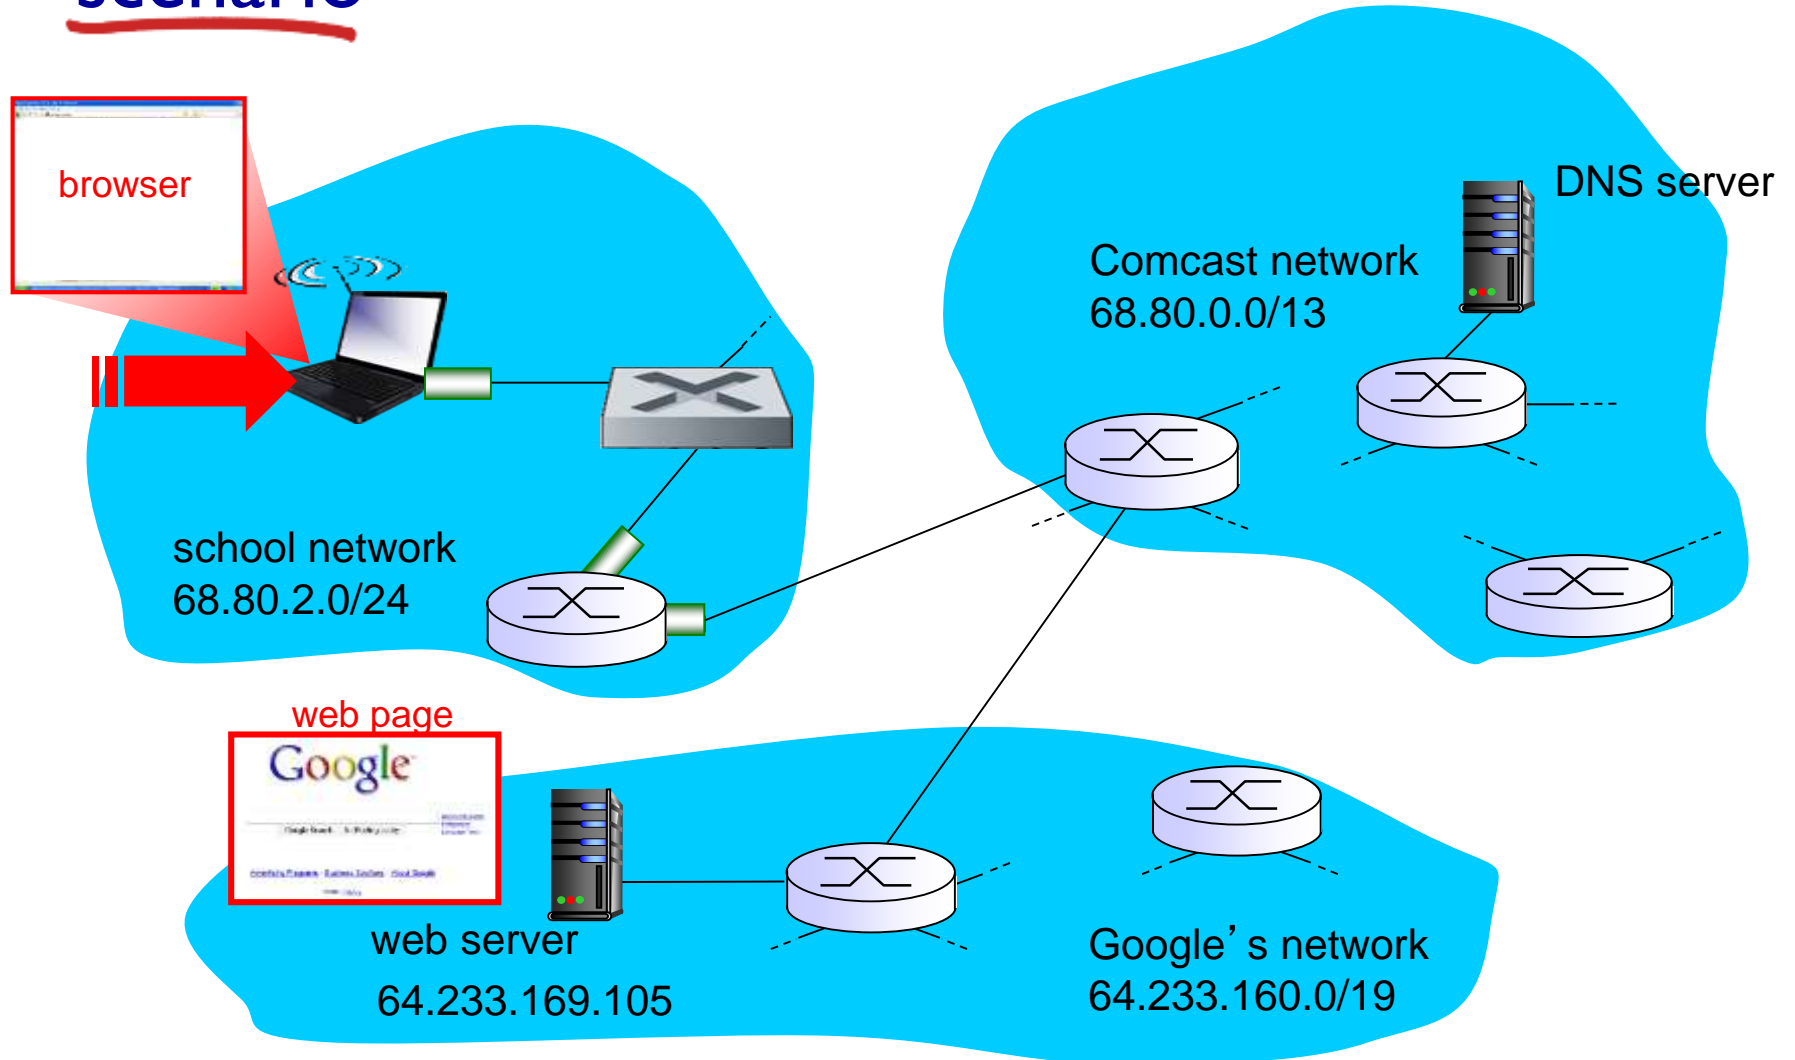 scenario
browser
DNS server
Comcast network
68.80.0.0/13
school network
68.80.2.0/24
web page
Google
web server
64.233.169.105
Google’s network
64.233.160.0/19